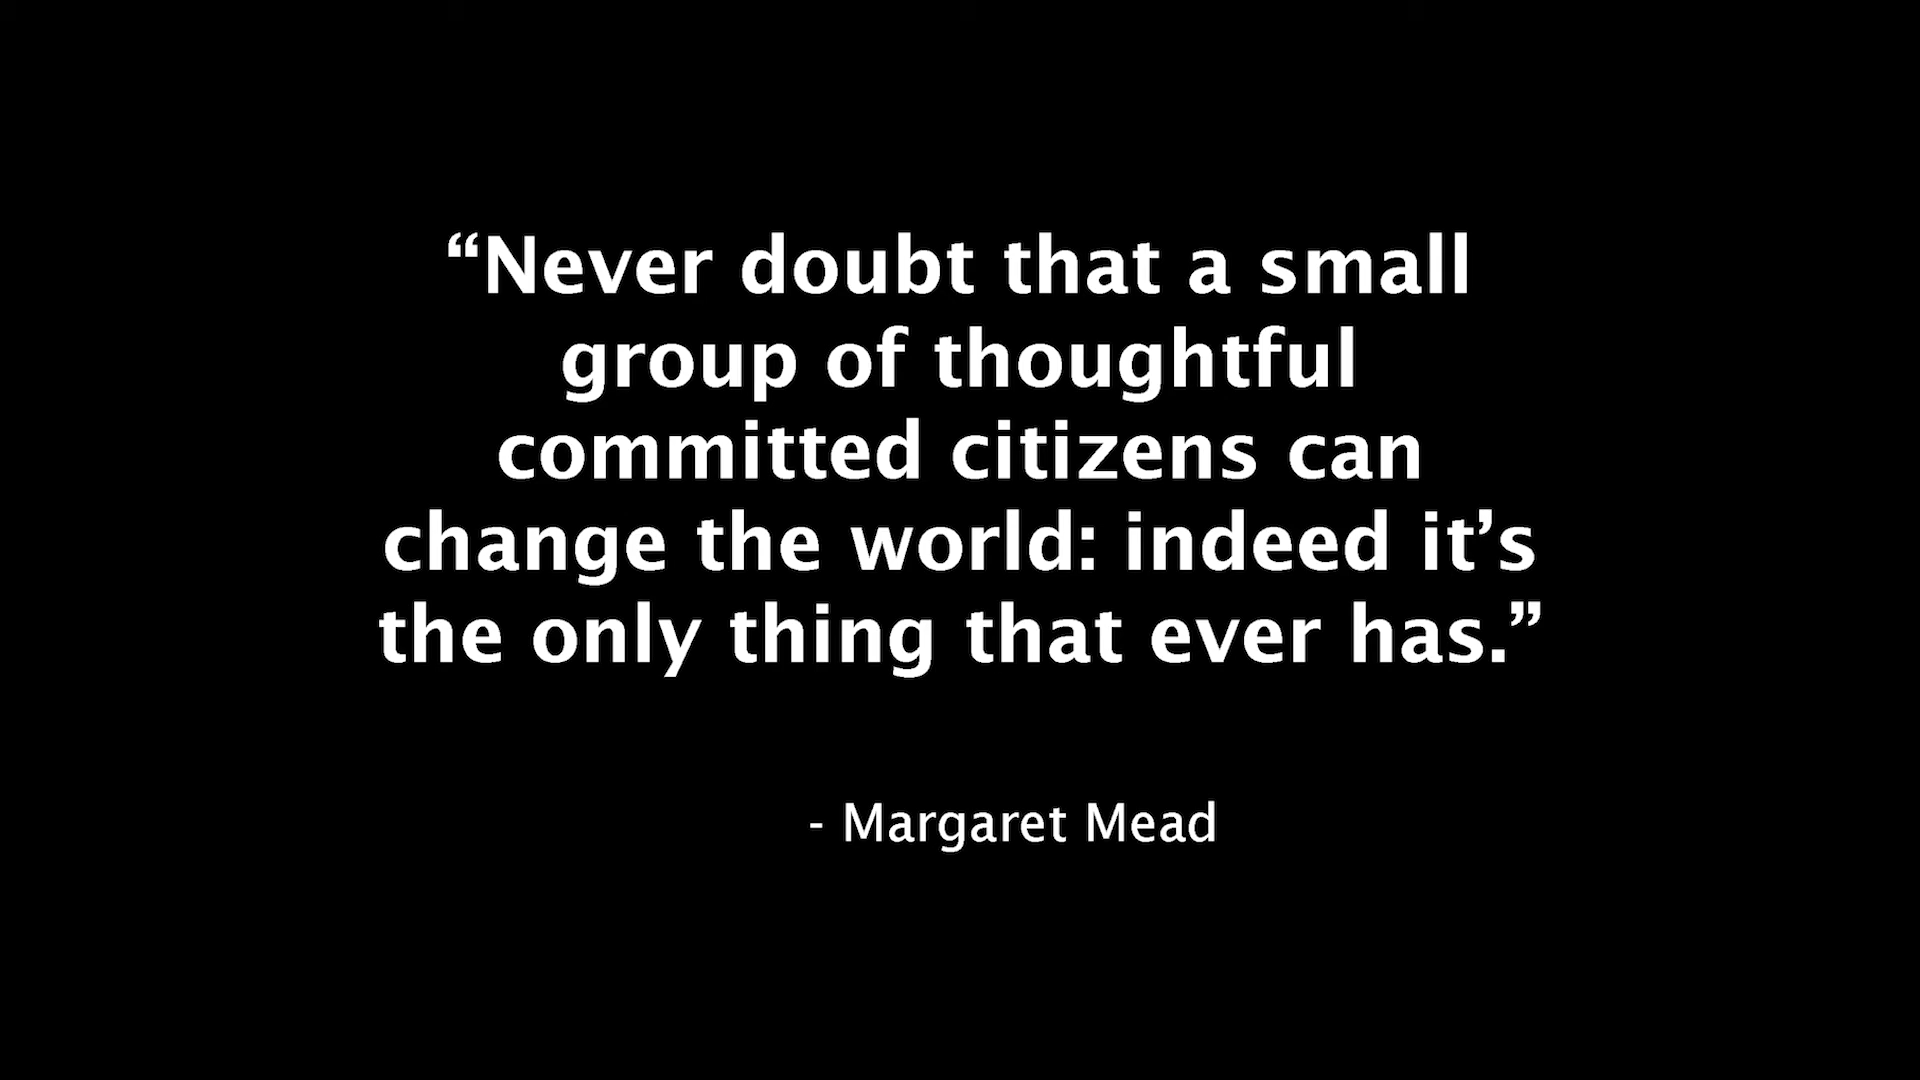 “Never doubt that a small
group of thoughtful
committed citizens can
change the world: indeed it’s
the only thing that ever has.”
- Margaret Mead